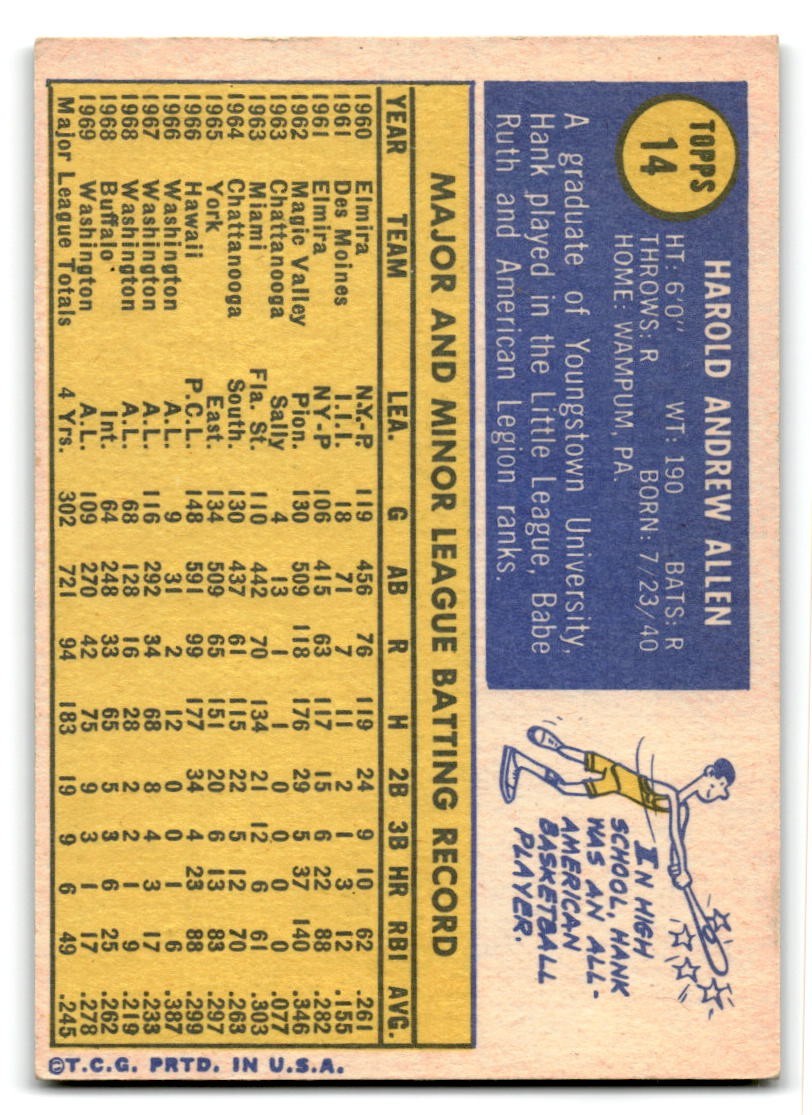 TOPPS
14
HAROLD ANDREW ALLEN
HT: 6'0" WT: 190 BATS: R
THROWS: R BORN: 7/23/40
HOME: WAMPUM, PA.
A graduate of Youngstown University,
Hank played in the Little League, Babe
Ruth and American Legion ranks.
IN HIGH
SCHOOL, HANK
WAS AN ALL-
AMERICAN
BASKETBALL
PLAYER.
MAJOR AND MINOR LEAGUE BATTING RECORD
YEAR TEAM LEA. G AB R H 2B 3B HR RBI AVG.
1960 Elmira N.Y.-P. 119 456 76 119 24 9 10 62 .261
1961 Des Moines I.I.I. 18 71 7 11 2 1 3 12 .155
1961 Elmira NY-P 106 415 63 117 15 6 22 88 .282
1962 Magic Valley Pion. 130 509 118 176 29 5 37 140 .346
1963 Chattanooga Sally 4 13 1 1 0 0 0 0 .077
1963 Miami Fla. St. 110 442 70 134 21 12 6 61 .303
1964 Chattanooga South. 130 437 61 115 22 5 12 70 .263
1965 York East. 134 509 65 151 20 6 13 83 .297
1966 Hawaii P.C.L. 148 591 99 177 34 23 88 .299
1966 Washington A.L. 9 31 2 12 0 0 1 6 .387
1967 Washington A.L. 116 292 34 68 8 4 3 17 .233
1968 Washington A.L. 68 128 16 28 2 2 1 9 .219
1968 Buffalo Int. 64 248 33 65 5 3 6 25 .262
1969 Washington A.L. 109 270 42 75 9 3 1 17 .278
Major League Totals 4 Yrs. 302 721 94 183 19 9 6 49 .245
©T.C.G. PRTD. IN U.S.A.